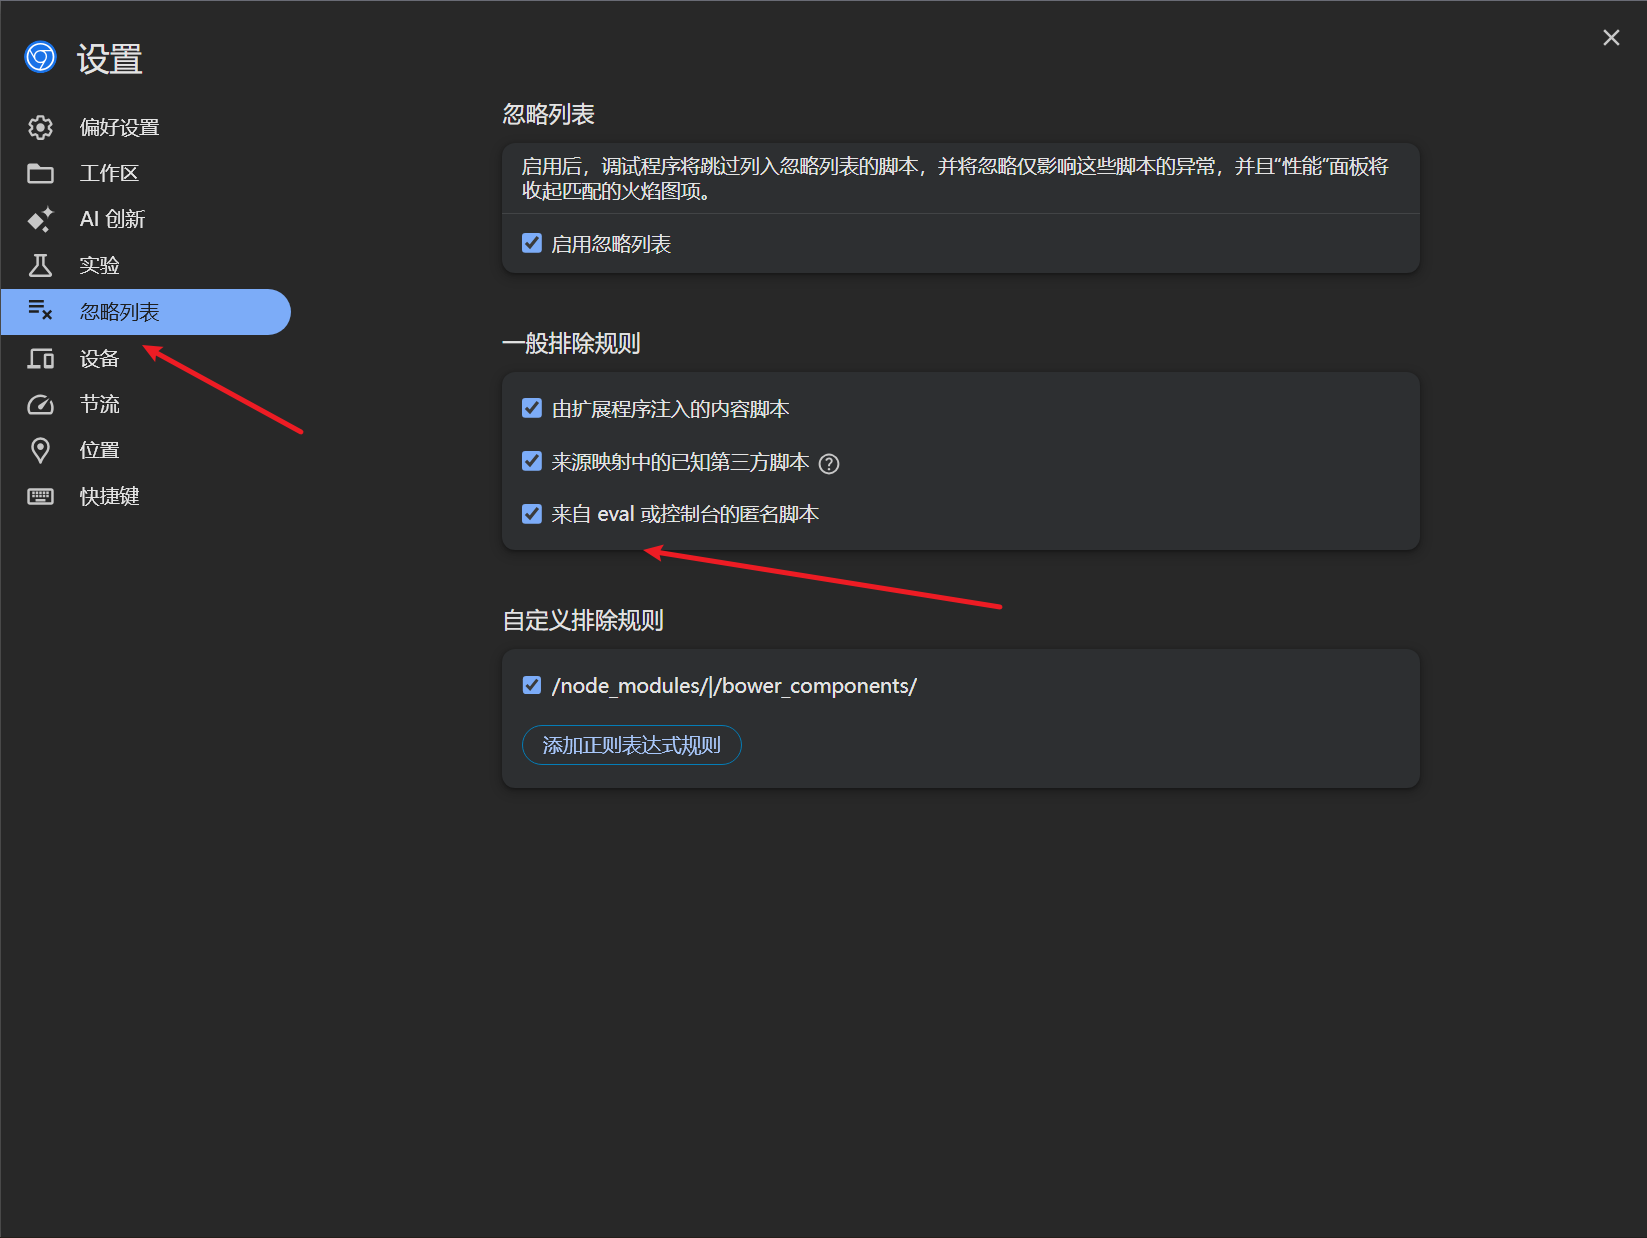 设置
偏好设置
工作区
AI 创新
实验
忽略列表
设备
节流
位置
快捷键
忽略列表
启用后，调试程序将跳过列入忽略列表的脚本，并将忽略仅影响这些脚本的异常，并且“性能”面板将
收起匹配的火焰图项。
启用忽略列表
一般排除规则
由扩展程序注入的内容脚本
来源映射中的已知第三方脚本
来自 eval 或控制台的匿名脚本
自定义排除规则
/node_modules/|/bower_components/
添加正则表达式规则